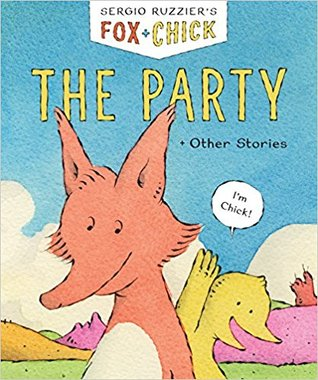 SERGIO RUZZIER'S
FOX + CHICK
THE PARTY
+ Other Stories
I'm
Chick!